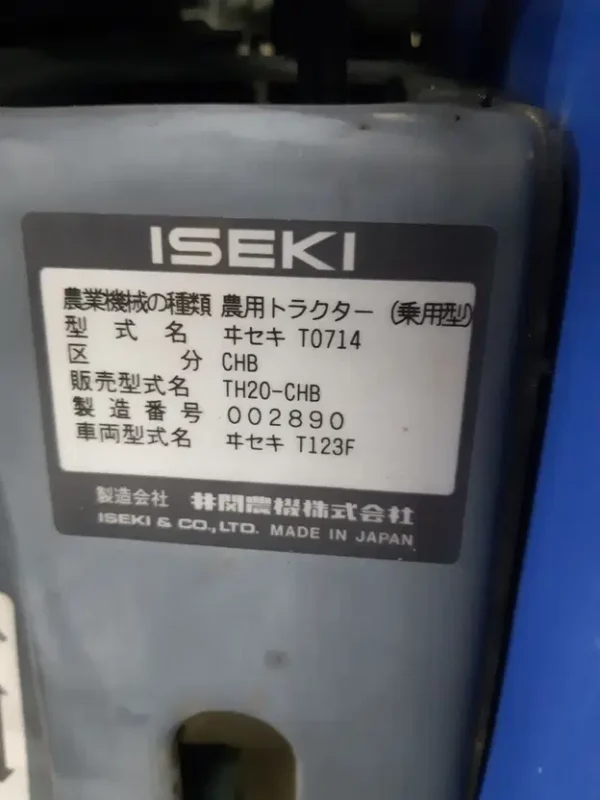 ISEKI
農業機械の種類 農用トラクター (乗用型)
型式名 ヰセキ T0714
区分 CHB
販売型式名 TH20-CHB
製造番号 002890
車両型式名 ヰセキ T123F
製造会社 井関農機株式会社
ISEKI & CO.,LTD. MADE IN JAPAN